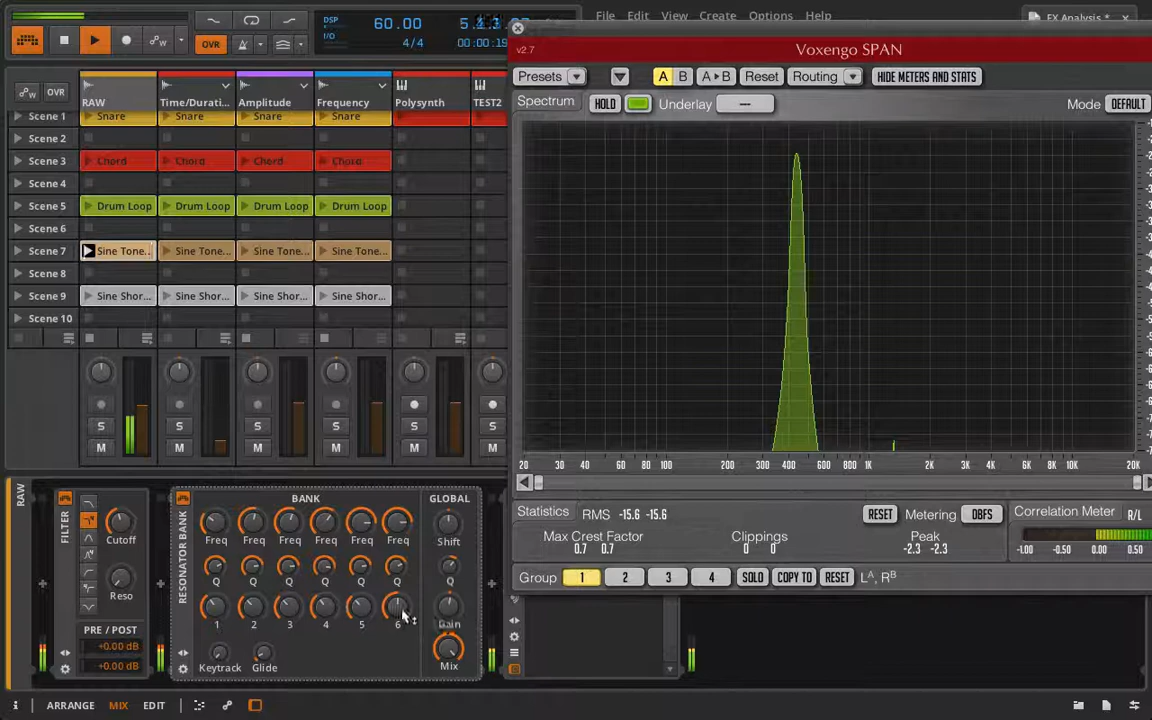 DSP
I/O
60.00
4/4
OVR
File Edit View Create Options Help
FX Analysis *
v2.7
Voxengo SPAN
Presets
A B
A▸B
Reset
Routing
HIDE METERS AND STATS
Spectrum
HOLD
Underlay
---
Mode
DEFAULT
OVR
RAW
Time/Durati...
Amplitude
Frequency
Polysynth
TEST2
Scene 1 Snare Snare Snare Snare
Scene 2
Scene 3 Chord Chord Chord Chord
Scene 4
Scene 5 Drum Loop Drum Loop Drum Loop Drum Loop
Scene 6
Scene 7 Sine Tone... Sine Tone... Sine Tone... Sine Tone...
Scene 8
Scene 9 Sine Shor... Sine Shor... Sine Shor... Sine Shor...
Scene 10
S S S S S S
M M M M M M
20 30 40 60 80 100 200 300 400 600 800 1K 2K 3K 4K 6K 10K 20K
Statistics RMS -15.6 -15.6
RESET
Metering
DBFS
Correlation Meter
R/L
Max Crest Factor
0.7 0.7
Clippings
0 0
Peak
-2.3 -2.3
-1.00 -0.50 0.00 0.50
Group 1 2 3 4
SOLO
COPY TO
RESET
RAW
FILTER
Cutoff
Reso
PRE / POST
+0.00 dB
+0.00 dB
RESONATOR BANK
BANK
Freq Freq Freq Freq Freq Freq
Q Q Q Q Q Q
1 2 3 4 5 6
Keytrack Glide
GLOBAL
Shift
Q
Gain
Mix
i
ARRANGE MIX EDIT